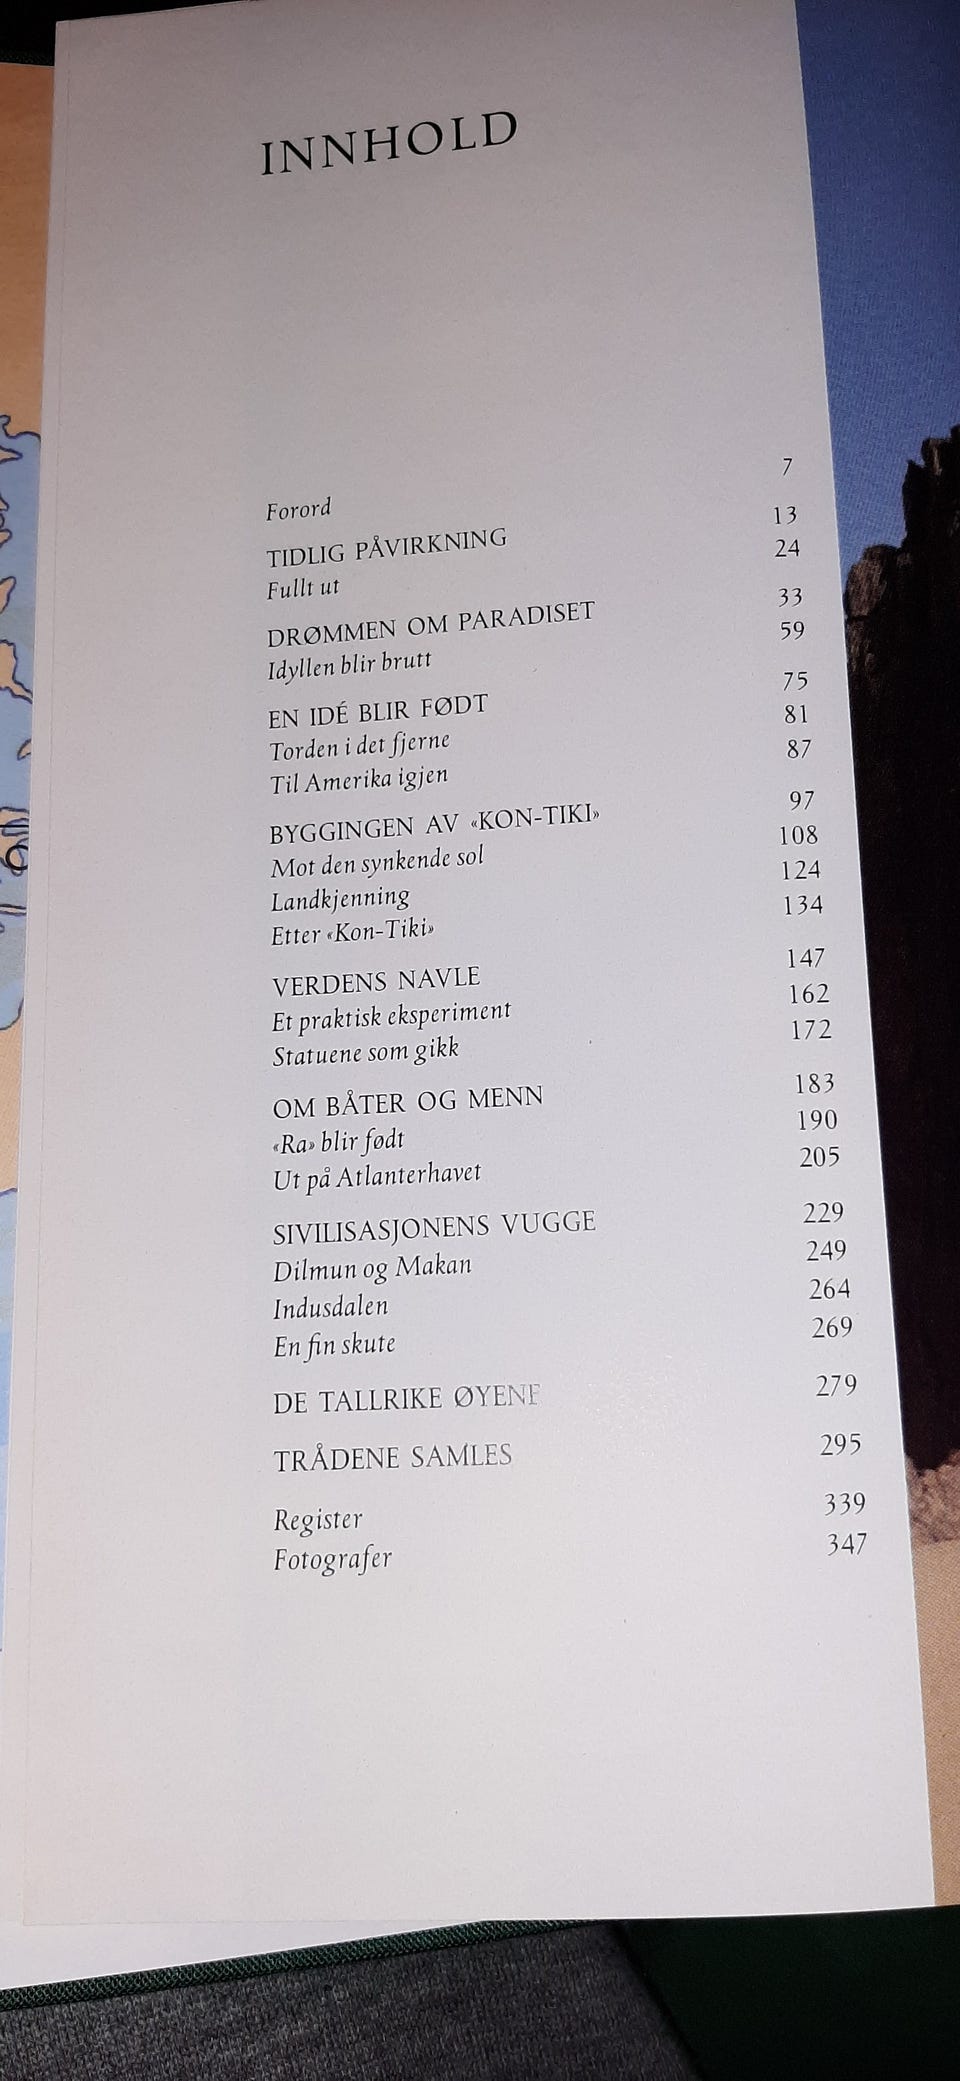 INNHOLD
Forord 7
TIDLIG PÅVIRKNING 13
Fullt ut 24
DRØMMEN OM PARADISET 33
Idyllen blir brutt 59
EN IDÉ BLIR FØDT 75
Torden i det fjerne 81
Til Amerika igjen 87
BYGGINGEN AV «KON-TIKI» 97
Mot den synkende sol 108
Landkjenning 124
Etter «Kon-Tiki» 134
VERDENS NAVLE 147
Et praktisk eksperiment 162
Statuene som gikk 172
OM BÅTER OG MENN 183
«Ra» blir født 190
Ut på Atlanterhavet 205
SIVILISASJONENS VUGGE 229
Dilmun og Makan 249
Indusdalen 264
En fin skute 269
DE TALLRIKE ØYENE 279
TRÅDENE SAMLES 295
Register 339
Fotografer 347